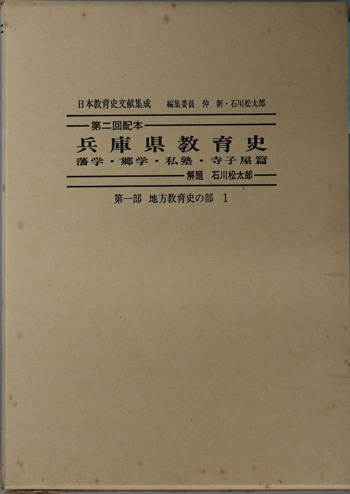 日本教育史文献集成　編集委員　仲　新・石川松太郎
第二回配本
兵庫県教育史
藩学・郷学・私塾・寺子屋篇
解題　石川松太郎
第一部　地方教育史の部　1